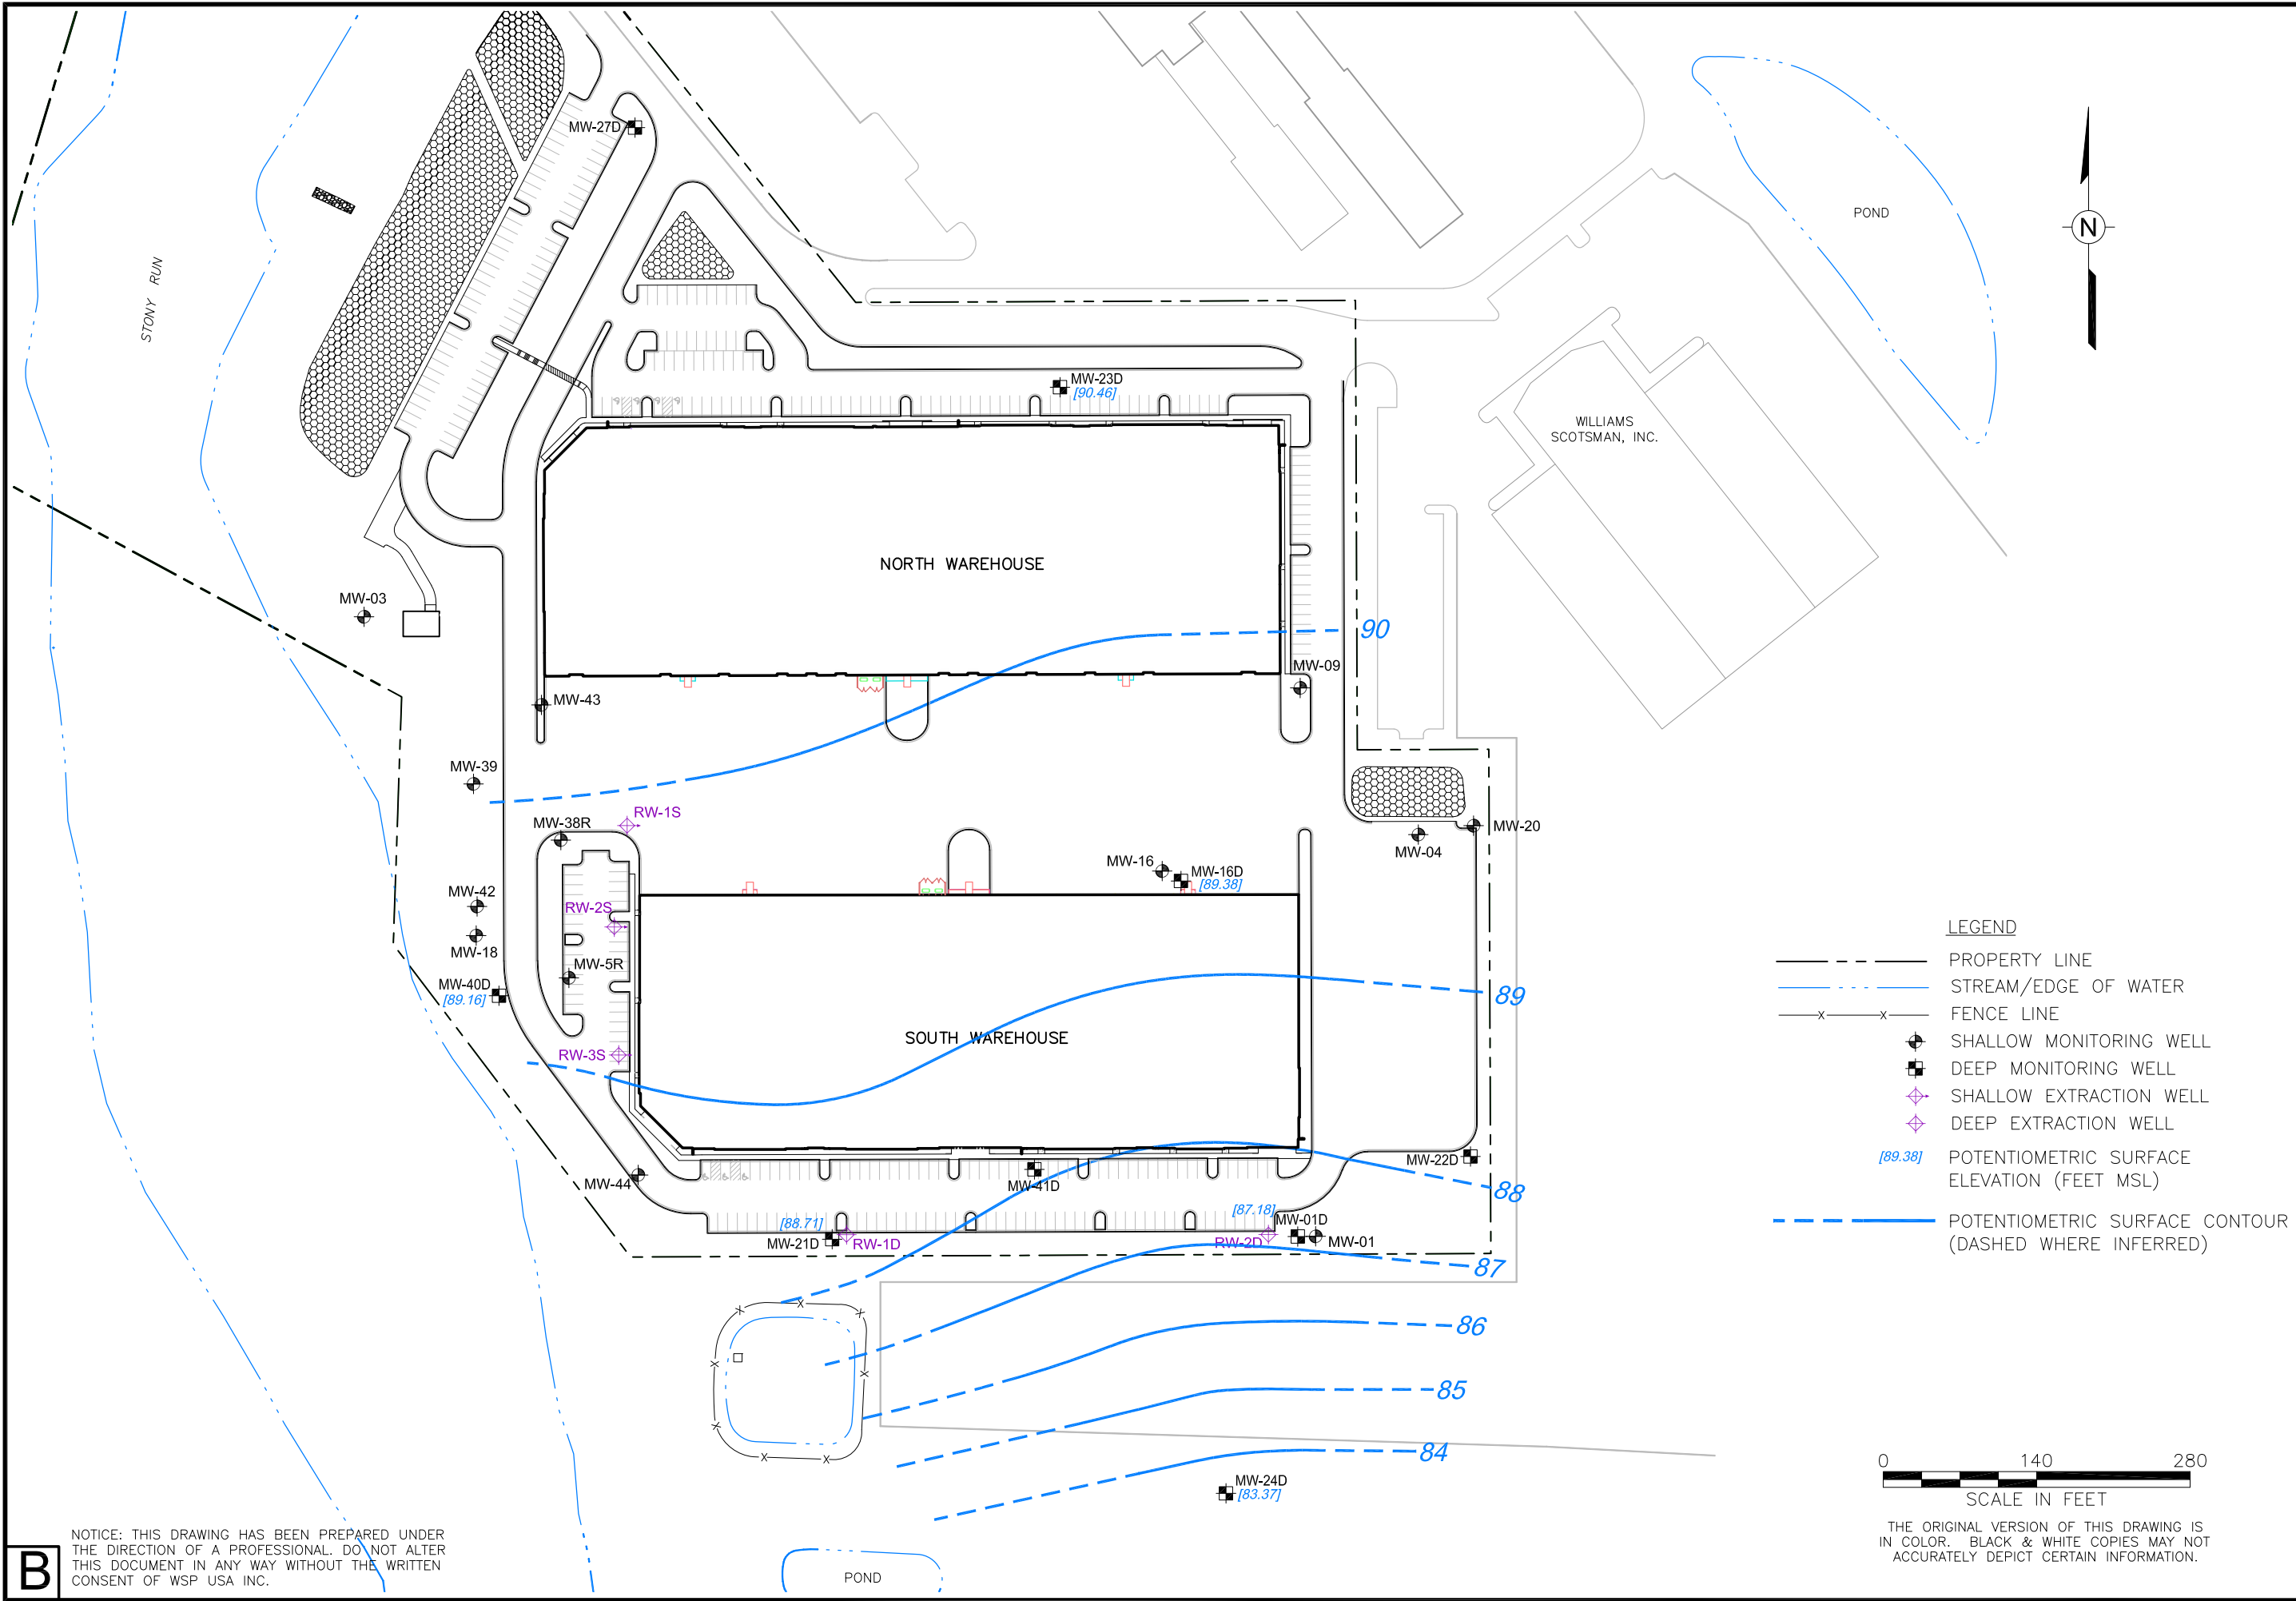 MW-27D
STONY RUN
POND
N
MW-23D
[90.46]
WILLIAMS
SCOTSMAN, INC.
NORTH WAREHOUSE
MW-03
90
MW-09
MW-43
MW-39
RW-1S
MW-38R
MW-20
MW-04
MW-16
MW-16D
[89.38]
MW-42
RW-2S
MW-18
MW-5R
MW-40D
[89.16]
89
SOUTH WAREHOUSE
RW-3S
MW-22D
MW-44
MW-41D
88
[88.71]
[87.18]
MW-01D
MW-21D
RW-1D
RW-2D
MW-01
87
86
85
84
MW-24D
[83.37]
POND
LEGEND
PROPERTY LINE
STREAM/EDGE OF WATER
X X FENCE LINE
SHALLOW MONITORING WELL
DEEP MONITORING WELL
SHALLOW EXTRACTION WELL
DEEP EXTRACTION WELL
[89.38] POTENTIOMETRIC SURFACE
ELEVATION (FEET MSL)
POTENTIOMETRIC SURFACE CONTOUR
(DASHED WHERE INFERRED)
0 140 280
SCALE IN FEET
THE ORIGINAL VERSION OF THIS DRAWING IS
IN COLOR. BLACK & WHITE COPIES MAY NOT
ACCURATELY DEPICT CERTAIN INFORMATION.
NOTICE: THIS DRAWING HAS BEEN PREPARED UNDER
THE DIRECTION OF A PROFESSIONAL. DO NOT ALTER
THIS DOCUMENT IN ANY WAY WITHOUT THE WRITTEN
CONSENT OF WSP USA INC.
B